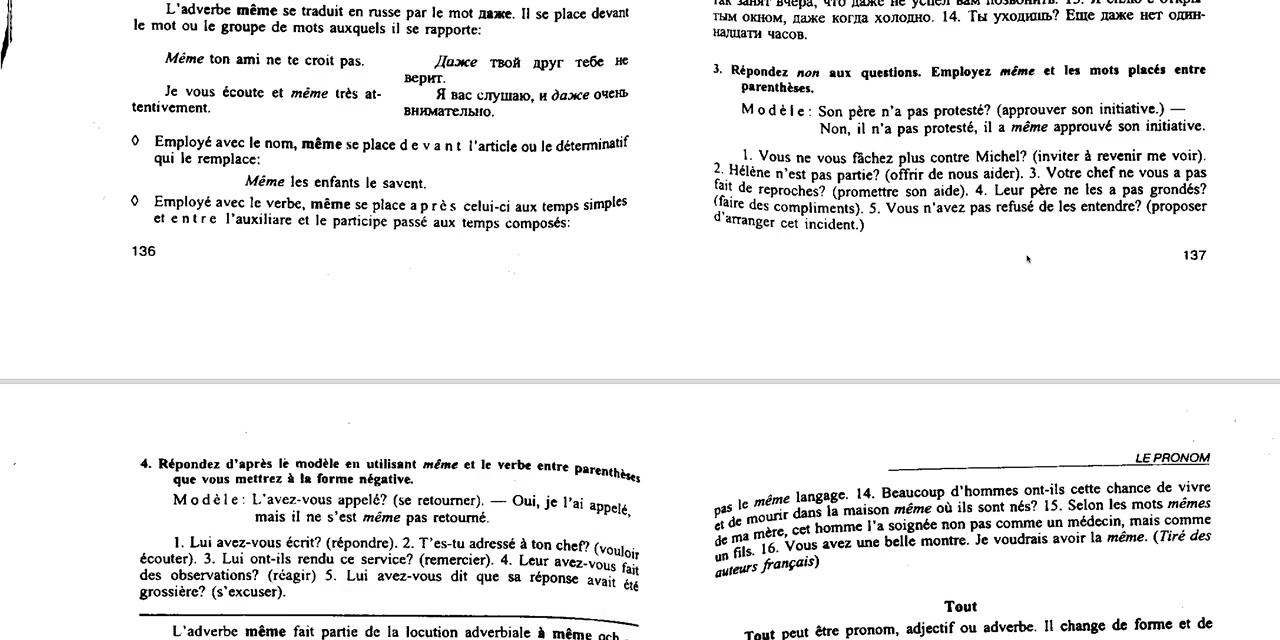 L'adverbe même se traduit en russe par le mot даже. Il se place devant
le mot ou le groupe de mots auxquels il se rapporte:
Même ton ami ne te croit pas.
Даже твой друг тебе не
верит.
Je vous écoute et même très at-
tentivement.
Я вас слушаю, и даже очень
внимательно.
◊ Employé avec le nom, même se place devant l'article ou le déterminatif
qui le remplace:
Même les enfants le savent.
◊ Employé avec le verbe, même se place après celui-ci aux temps simples
et entre l'auxiliare et le participe passé aux temps composés:
136
так занят вчера, что даже не успел вам позвонить. 13. Я сплю с откры-
тым окном, даже когда холодно. 14. Ты уходишь? Еще даже нет один-
надцати часов.
3. Répondez non aux questions. Employez même et les mots placés entre
parenthèses.
Modèle: Son père n'a pas protesté? (approuver son initiative.) —
Non, il n'a pas protesté, il a même approuvé son initiative.
1. Vous ne vous fâchez plus contre Michel? (inviter à revenir me voir).
2. Hélène n'est pas partie? (offrir de nous aider). 3. Votre chef ne vous a pas
fait de reproches? (promettre son aide). 4. Leur père ne les a pas grondés?
(faire des compliments). 5. Vous n'avez pas refusé de les entendre? (proposer
d'arranger cet incident.)
137
4. Répondez d'après le modèle en utilisant même et le verbe entre parenthèses
que vous mettrez à la forme négative.
Modèle: L'avez-vous appelé? (se retourner). — Oui, je l'ai appelé,
mais il ne s'est même pas retourné.
1. Lui avez-vous écrit? (répondre). 2. T'es-tu adressé à ton chef? (vouloir
écouter). 3. Lui ont-ils rendu ce service? (remercier). 4. Leur avez-vous fait
des observations? (réagir) 5. Lui avez-vous dit que sa réponse avait été
grossière? (s'excuser).
L'adverbe même fait partie de la locution adverbiale à même
LE PRONOM
pas le même langage. 14. Beaucoup d'hommes ont-ils cette chance de vivre
et de mourir dans la maison même où ils sont nés? 15. Selon les mots mêmes
de ma mère, cet homme l'a soignée non pas comme un médecin, mais comme
un fils. 16. Vous avez une belle montre. Je voudrais avoir la même. (Tiré des
auteurs français)
Tout
Tout peut être pronom, adjectif ou adverbe. Il change de forme et de